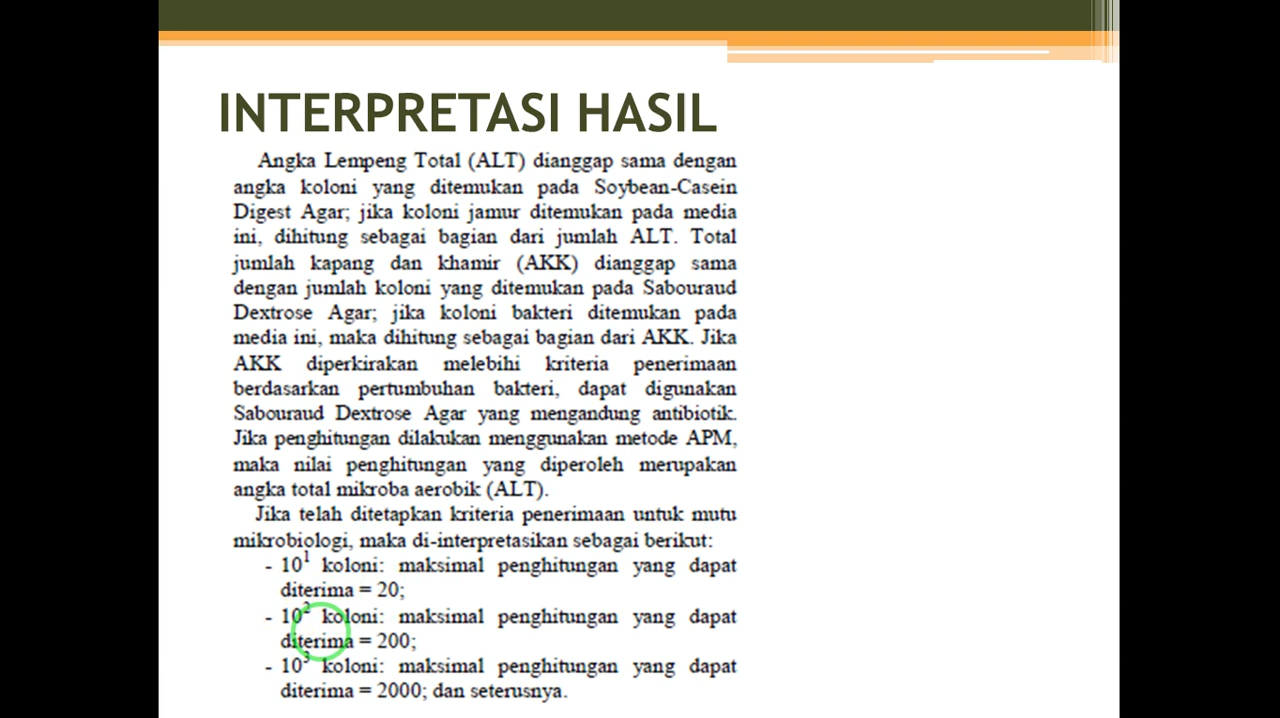 INTERPRETASI HASIL
Angka Lempeng Total (ALT) dianggap sama dengan
angka koloni yang ditemukan pada Soybean-Casein
Digest Agar; jika koloni jamur ditemukan pada media
ini, dihitung sebagai bagian dari jumlah ALT. Total
jumlah kapang dan khamir (AKK) dianggap sama
dengan jumlah koloni yang ditemukan pada Sabouraud
Dextrose Agar; jika koloni bakteri ditemukan pada
media ini, maka dihitung sebagai bagian dari AKK. Jika
AKK diperkirakan melebihi kriteria penerimaan
berdasarkan pertumbuhan bakteri, dapat digunakan
Sabouraud Dextrose Agar yang mengandung antibiotik.
Jika penghitungan dilakukan menggunakan metode APM,
maka nilai penghitungan yang diperoleh merupakan
angka total mikroba aerobik (ALT).
Jika telah ditetapkan kriteria penerimaan untuk mutu
mikrobiologi, maka di-interpretasikan sebagai berikut:
- 10¹ koloni: maksimal penghitungan yang dapat
diterima = 20;
- 10² koloni: maksimal penghitungan yang dapat
diterima = 200;
- 10³ koloni: maksimal penghitungan yang dapat
diterima = 2000; dan seterusnya.